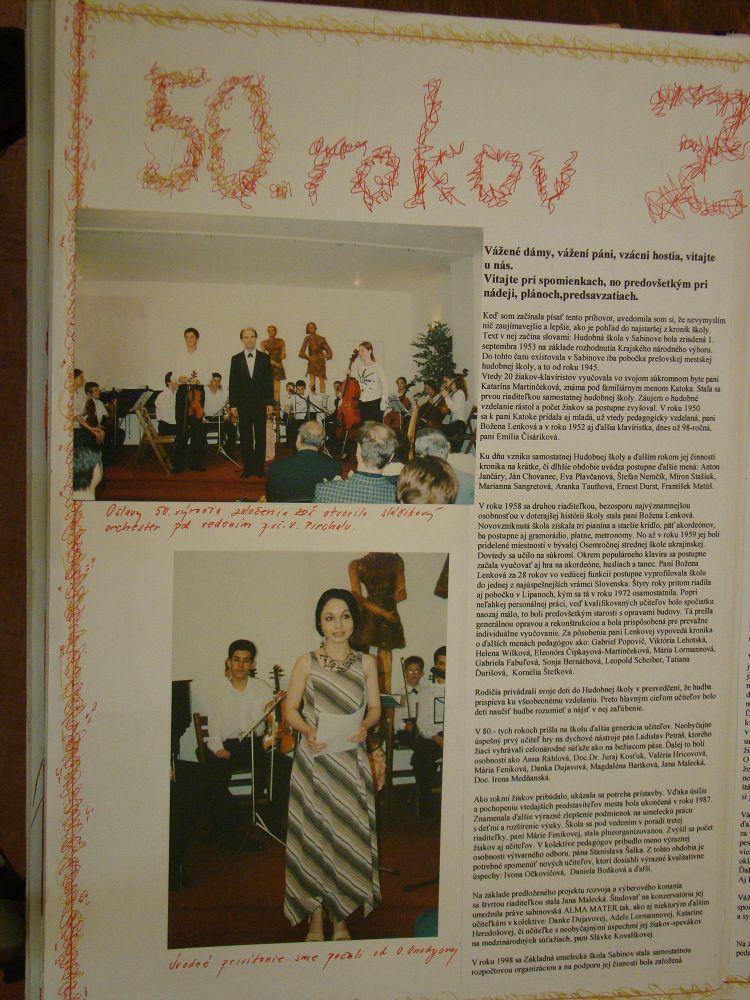 50 rokov Z
Vážené dámy, vážení páni, vzácni hostia, vitajte
u nás.
Vitajte pri spomienkach, no predovšetkým pri
nádeji, plánoch,predsavzatiach.
Keď som začínala písať tento príhovor, uvedomila som si, že nevymyslím
nič zaujímavejšie a lepšie, ako je pohľad do najstaršej z kroník školy.
Text v nej začína slovami: Hudobná škola v Sabinove bola zriadená 1.
septembra 1953 na základe rozhodnutia Krajského národného výboru.
Do tohto času existovala v Sabinove iba pobočka prešovskej mestskej
hudobnej školy, a to od roku 1945.
Vtedy 20 žiakov-klaviristov vyučovala vo svojom súkromnom byte pani
Katarína Martinčeková, známa pod familiárnym menom Katoka. Stala sa
prvou riaditeľkou samostatnej hudobnej školy. Záujem o hudobné
vzdelanie rástol a počet žiakov sa postupne zvyšoval. V roku 1950
sa k pani Katoke pridala aj mladá, už vtedy pedagogicky vzdelaná, pani
Božena Lenková a v roku 1952 aj ďalšia klaviristka, dnes už 98-ročná,
pani Emília Čisáriková.
Ku dňu vzniku samostatnej Hudobnej školy a ďalším rokom jej činnosti
kronika na krátke, či dlhšie obdobie uvádza postupne ďalšie mená: Anton
Jančáry, Ján Chovanec, Eva Plavčanová, Štefan Nemčík, Miron Stašiuk,
Marianna Sangretová, Aranka Tauthová, Ernest Durst, František Matúš.
V roku 1958 sa druhou riaditeľkou, bezosporu najvýznamnejšou
osobnosťou v doterajšej histórii školy stala pani Božena Lenková.
Novovzniknutá škola získala tri pianína a staršie krídlo, päť akordeónov,
ba postupne aj gramorádio, platne, metronomy. No až v roku 1959 jej boli
pridelené miestnosti v bývalej Osemročnej strednej škole ukrajinskej.
Dovtedy sa učilo na súkromí. Okrem populárneho klavíra sa postupne
začala vyučovať aj hra na akordeóne, husliach a tanec. Pani Božena
Lenková za 28 rokov vo vedúcej funkcii postupne vyprofilovala školu
do jednej z najúspešnejších vrámci Slovenska. Štyry roky pritom riadila
aj pobočku v Lipanoch, kým sa tá v roku 1972 osamostatnila. Popri
neľahkej personálnej práci, veď kvalifikovaných učiteľov bolo spočiatku
naozaj málo, to boli predovšetkým starosti s opravami budovy. Tá prešla
generálnou opravou a rekonštrukciou a bola prispôsobená pre prevažne
individuálne vyučovanie. Za pôsobenia pani Lenkovej vypovedá kronika
o ďalších menách pedagógov ako: Gabriel Popovič, Viktória Lehotská,
Helena Wilková, Eleonóra Čipkayová-Martinčeková, Mária Lormannová,
Gabriela Fabuľová, Sonja Bernáthová, Leopold Scheiber, Tatiana
Ďurišová, Kornélia Štefková.
Rodičia privádzali svoje deti do Hudobnej školy v presvedčení, že hudba
prispieva ku všeobecnému vzdelaniu. Preto hlavným cieľom učiteľov bolo
deti naučiť hudbe rozumieť a nájsť v nej zaľúbenie.
V 80.- tych rokoch prišla na školu ďalšia generácia učiteľov. Neobyčajne
úspešný prvý učiteľ hry na dychové nástroje pán Ladislav Petráš, ktorého
žiaci vyhrávali celonárodné súťaže ako na bežiacom páse. Ďalej to boli
osobnosti ako Anna Ráhlová, Doc.Dr. Juraj Kosťuk, Valéria Hricovová,
Mária Feníková, Danka Dujavová, Magdaléna Bartková, Jana Malecká,
Doc. Irena Medňanská.
Ako rokmi žiakov pribúdalo, ukázala sa potreba prístavby. Vďaka úsiliu
a pochopeniu vtedajších predstaviteľov mesta bola ukončená v roku 1987.
Znamenala ďalšie výrazné zlepšenie podmienok na umeleckú prácu
s deťmi a rozšírenie výuky. Škola sa pod vedením v poradí tretej
riaditeľky, pani Márie Feníkovej, stala plneorganizovanou. Zvýšil sa počet
žiakov aj učiteľov. V kolektíve pedagógov pribudlo meno výraznej
osobnosti výtvarného odboru, pána Stanislava Šalka. Z tohto obdobia je
potrebné spomenúť nových učiteľov, ktorí dosiahli výrazné kvalitatívne
úspechy: Ivona Očkovičová, Daniela Boňková a ďalší.
Na základe predloženého projektu rozvoja a výberového konania
sa štvrtou riaditeľkou stala Jana Malecká. Študovať na konzervatóriu jej
umožnila práve sabinovská ALMA MATER tak, ako aj niektorým ďalším
učiteľkám v kolektíve: Danke Dujavovej, Adele Lormannovej, Kataríne
Heredošovej, či učiteľke s neobyčajnými úspechmi jej žiakov-spevákov
na medzinárodných súťažiach, pani Slávke Kovalíkovej.
V roku 1998 sa Základná umelecká škola Sabinov stala samostatnou
rozpočtovou organizáciou a na podporu jej činnosti bola založená
Oslavy 50. výročia založenia ZUŠ otvoril sláčikový
orchester pod vedením p.uč. V. Pirchalu.
Úvodné privítanie sme počuli od D.